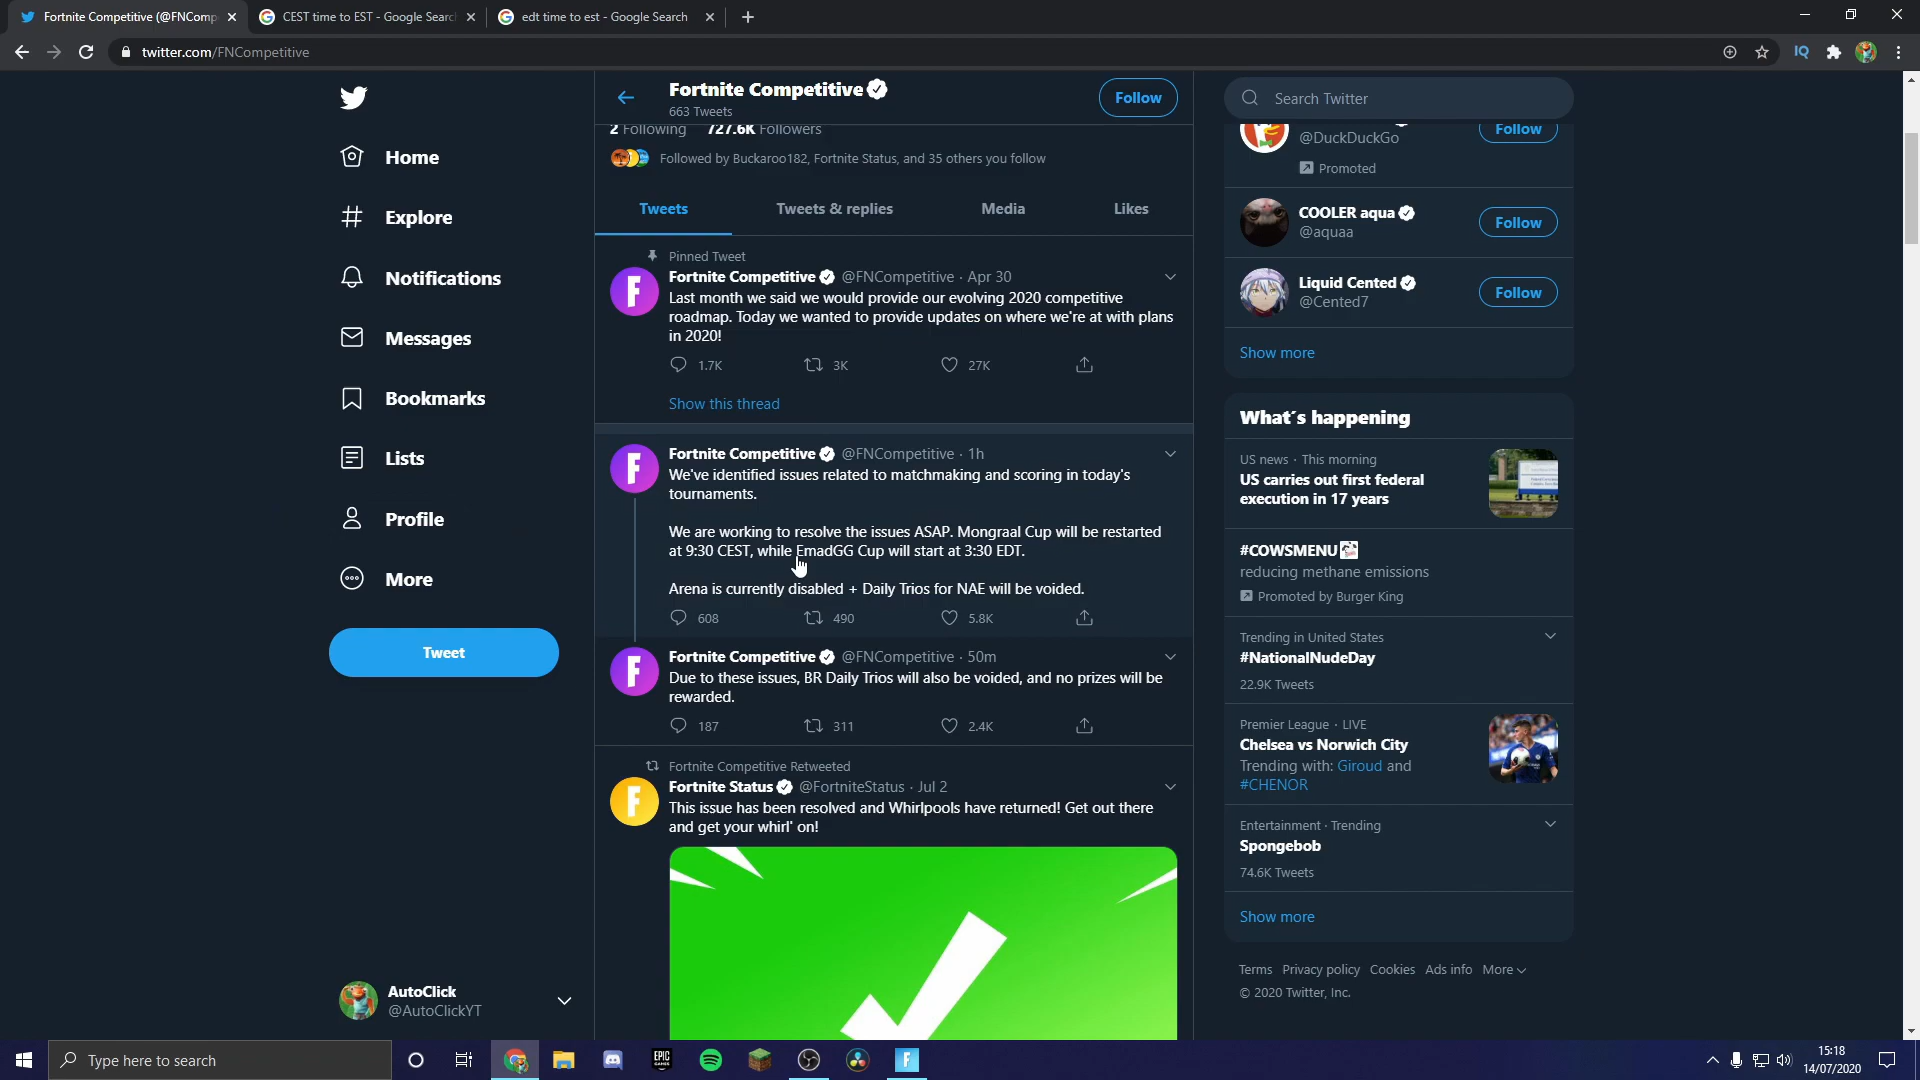 Fortnite Competitive (@FNComp
CEST time to EST - Google Searc
edt time to est - Google Search
twitter.com/FNCompetitive
IQ
Home
Explore
Notifications
Messages
Bookmarks
Lists
Profile
More
Tweet
AutoClick
@AutoClickYT
Fortnite Competitive
663 Tweets
Follow
2 Following 727.6K Followers
Followed by Buckaroo182, Fortnite Status, and 35 others you follow
Tweets
Tweets & replies
Media
Likes
Pinned Tweet
Fortnite Competitive @FNCompetitive · Apr 30
Last month we said we would provide our evolving 2020 competitive
roadmap. Today we wanted to provide updates on where we're at with plans
in 2020!
1.7K 3K 27K
Show this thread
Fortnite Competitive @FNCompetitive · 1h
We've identified issues related to matchmaking and scoring in today's
tournaments.
We are working to resolve the issues ASAP. Mongraal Cup will be restarted
at 9:30 CEST, while EmadGG Cup will start at 3:30 EDT.
Arena is currently disabled + Daily Trios for NAE will be voided.
608 490 5.8K
Fortnite Competitive @FNCompetitive · 50m
Due to these issues, BR Daily Trios will also be voided, and no prizes will be
rewarded.
187 311 2.4K
Fortnite Competitive Retweeted
Fortnite Status @FortniteStatus · Jul 2
This issue has been resolved and Whirlpools have returned! Get out there
and get your whirl' on!
Search Twitter
@DuckDuckGo
Follow
Promoted
COOLER aqua
@aquaa
Follow
Liquid Cented
@Cented7
Follow
Show more
What's happening
US news · This morning
US carries out first federal
execution in 17 years
#COWSMENU
reducing methane emissions
Promoted by Burger King
Trending in United States
#NationalNudeDay
22.9K Tweets
Premier League · LIVE
Chelsea vs Norwich City
Trending with: Giroud and
#CHENOR
Entertainment · Trending
Spongebob
74.6K Tweets
Show more
Terms Privacy policy Cookies Ads info More
© 2020 Twitter, Inc.
Type here to search
EPIC
GAMES
15:18
14/07/2020